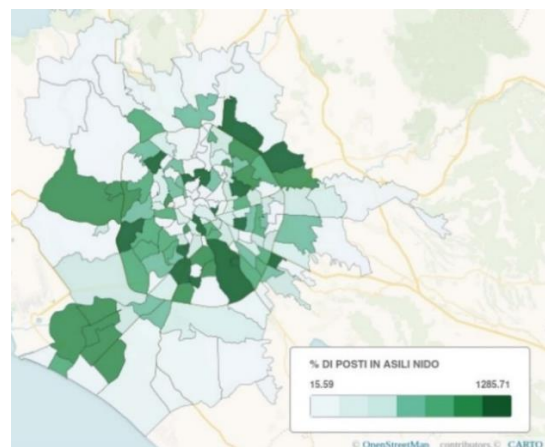 % DI POSTI IN ASILI NIDO
15.59 1285.71
© OpenStreetMap contributors © CARTO